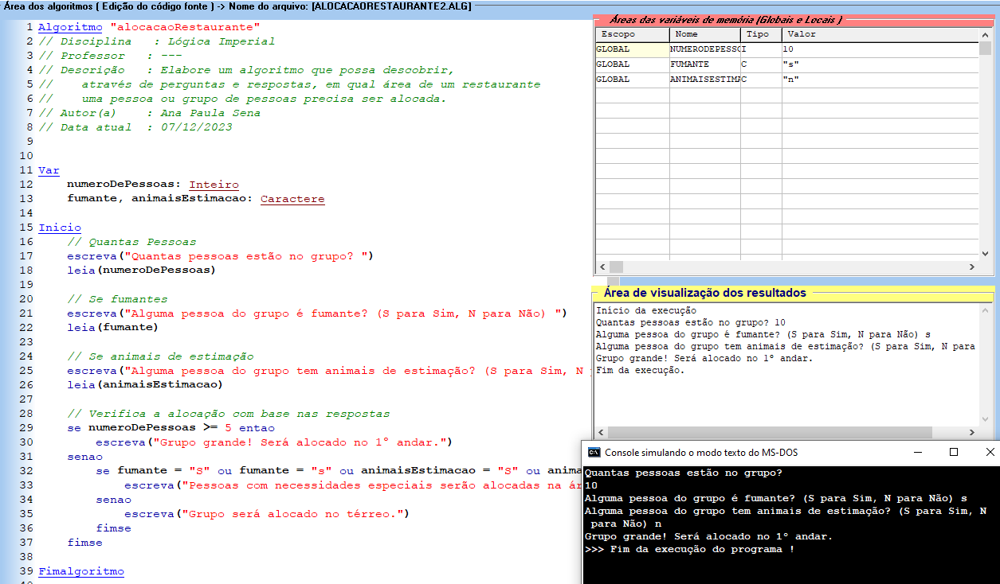 Área dos algoritmos ( Edição do código fonte ) -> Nome do arquivo: [ALOCACAORESTAURANTE2.ALG]
1 Algoritmo "alocacaoRestaurante"
2 // Disciplina   : Lógica Imperial
3 // Professor   : ---
4 // Descrição   : Elabore um algoritmo que possa descobrir,
5 //    através de perguntas e respostas, em qual área de um restaurante
6 //    uma pessoa ou grupo de pessoas precisa ser alocada.
7 // Autor(a)    : Ana Paula Sena
8 // Data atual  : 07/12/2023
9
10
11 Var
12    numeroDePessoas: Inteiro
13    fumante, animaisEstimacao: Caractere
14
15 Inicio
16    // Quantas Pessoas
17    escreva("Quantas pessoas estão no grupo? ")
18    leia(numeroDePessoas)
19
20    // Se fumantes
21    escreva("Alguma pessoa do grupo é fumante? (S para Sim, N para Não) ")
22    leia(fumante)
23
24    // Se animais de estimação
25    escreva("Alguma pessoa do grupo tem animais de estimação? (S para Sim, N
26    leia(animaisEstimacao)
27
28    // Verifica a alocação com base nas respostas
29    se numeroDePessoas >= 5 entao
30        escreva("Grupo grande! Será alocado no 1º andar.")
31    senao
32        se fumante = "S" ou fumante = "s" ou animaisEstimacao = "S" ou anima
33            escreva("Pessoas com necessidades especiais serão alocadas na ár
34        senao
35            escreva("Grupo será alocado no térreo.")
36        fimse
37    fimse
38
39 Fimalgoritmo
Áreas das variáveis de memória (Globais e Locais )
Escopo Nome Tipo Valor
GLOBAL NUMERODEPESSO I 10
GLOBAL FUMANTE C "s"
GLOBAL ANIMAISESTIMA C "n"
Área de visualização dos resultados
Início da execução
Quantas pessoas estão no grupo? 10
Alguma pessoa do grupo é fumante? (S para Sim, N para Não) s
Alguma pessoa do grupo tem animais de estimação? (S para Sim, N para
Grupo grande! Será alocado no 1º andar.
Fim da execução.
Console simulando o modo texto do MS-DOS
Quantas pessoas estão no grupo?
10
Alguma pessoa do grupo é fumante? (S para Sim, N para Não) s
Alguma pessoa do grupo tem animais de estimação? (S para Sim, N
para Não) n
Grupo grande! Será alocado no 1º andar.
>>> Fim da execução do programa !